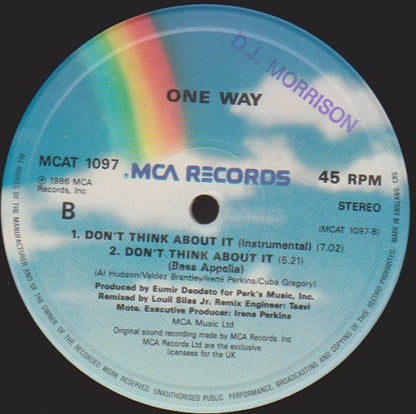 D.J. MORRISON
ONE WAY
MCAT 1097
℗ 1986 MCA
Records, Inc
MCA RECORDS
45 RPM
B
STEREO
(MCAT 1097-B)
1. DON'T THINK ABOUT IT (Instrumental) (7.02)
2. DON'T THINK ABOUT IT (5.21)
(Bass Appella)
(Al Hudson/Valdez Brantley/Irene Perkins/Cuba Gregory)
Produced by Eumir Deodato for Perk's Music, Inc.
Remixed by Louil Silas Jr. Remix Engineer: Taavi
Mote. Executive Producer: Irene Perkins
MCA Music Ltd
Original sound recording made by MCA Records, Inc
MCA Records Ltd are the exclusive
licensees for the UK
ALL RIGHTS OF THE MANUFACTURER AND OF THE OWNER OF THE RECORDED WORK RESERVED. UNAUTHORISED PUBLIC PERFORMANCE, BROADCASTING AND COPYING OF THIS RECORD PROHIBITED. MADE IN ENGLAND. CBS